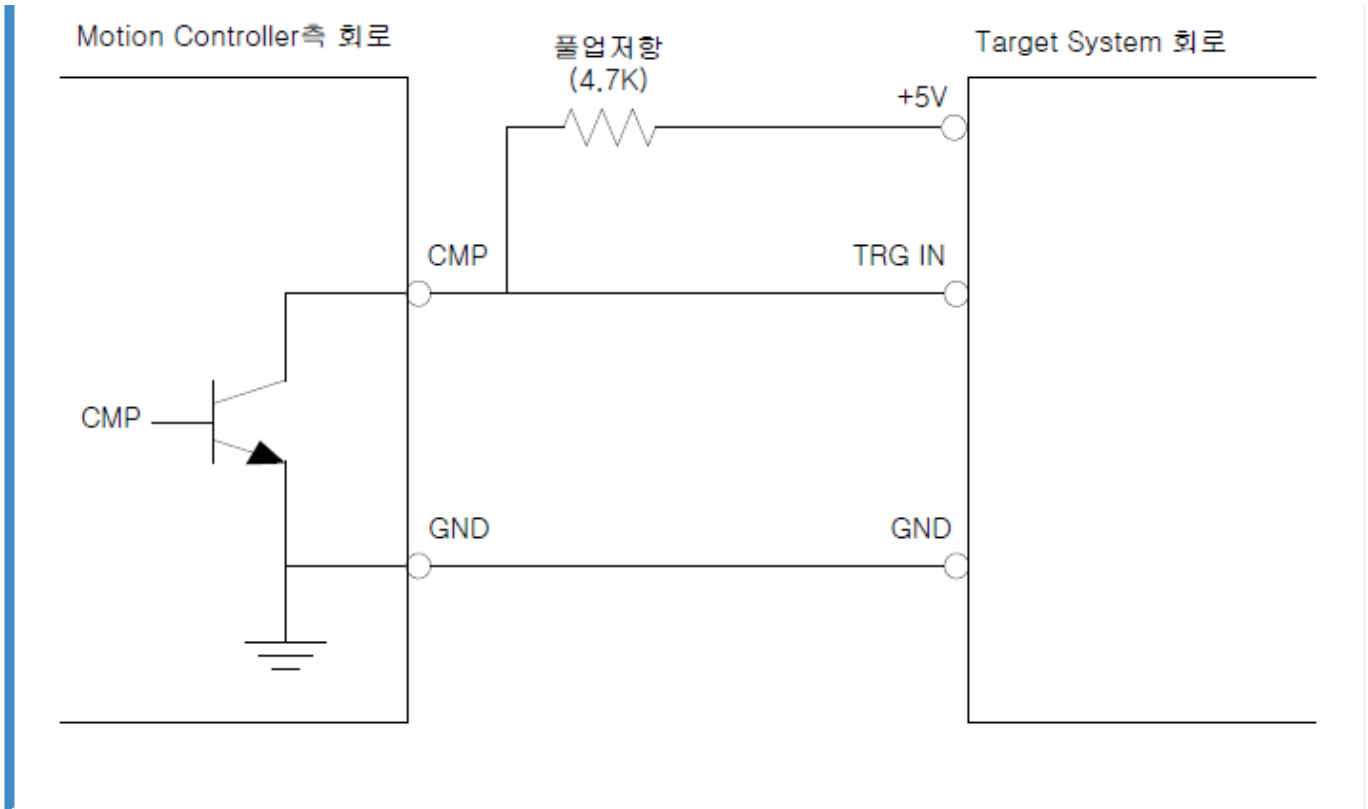 Motion Controller측 회로
풀업저항
(4.7K)
Target System 회로
+5V
CMP
TRG IN
CMP
GND
GND